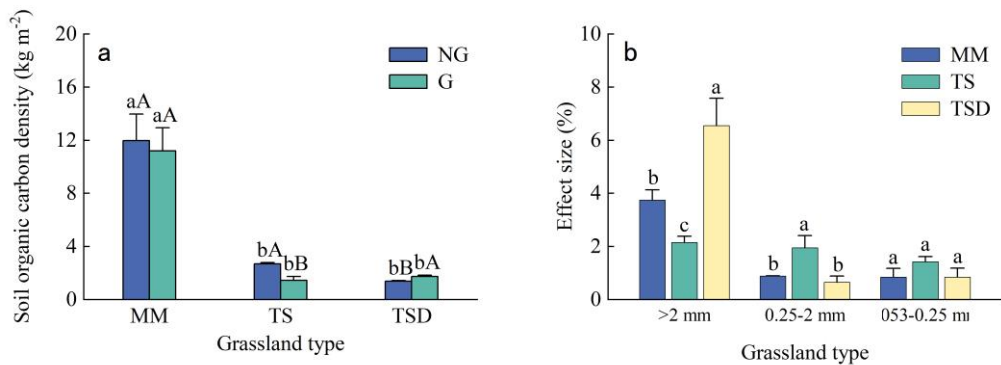 a
Soil organic carbon density (kg m-2)
20
16
12
8
4
0
NG
G
aA aA
bA bB
bB bA
MM TS TSD
Grassland type
b
Effect size (%)
10
8
6
4
2
0
MM
TS
TSD
b c a
b a b
a a a
>2 mm 0.25-2 mm 053-0.25 m
Grassland type